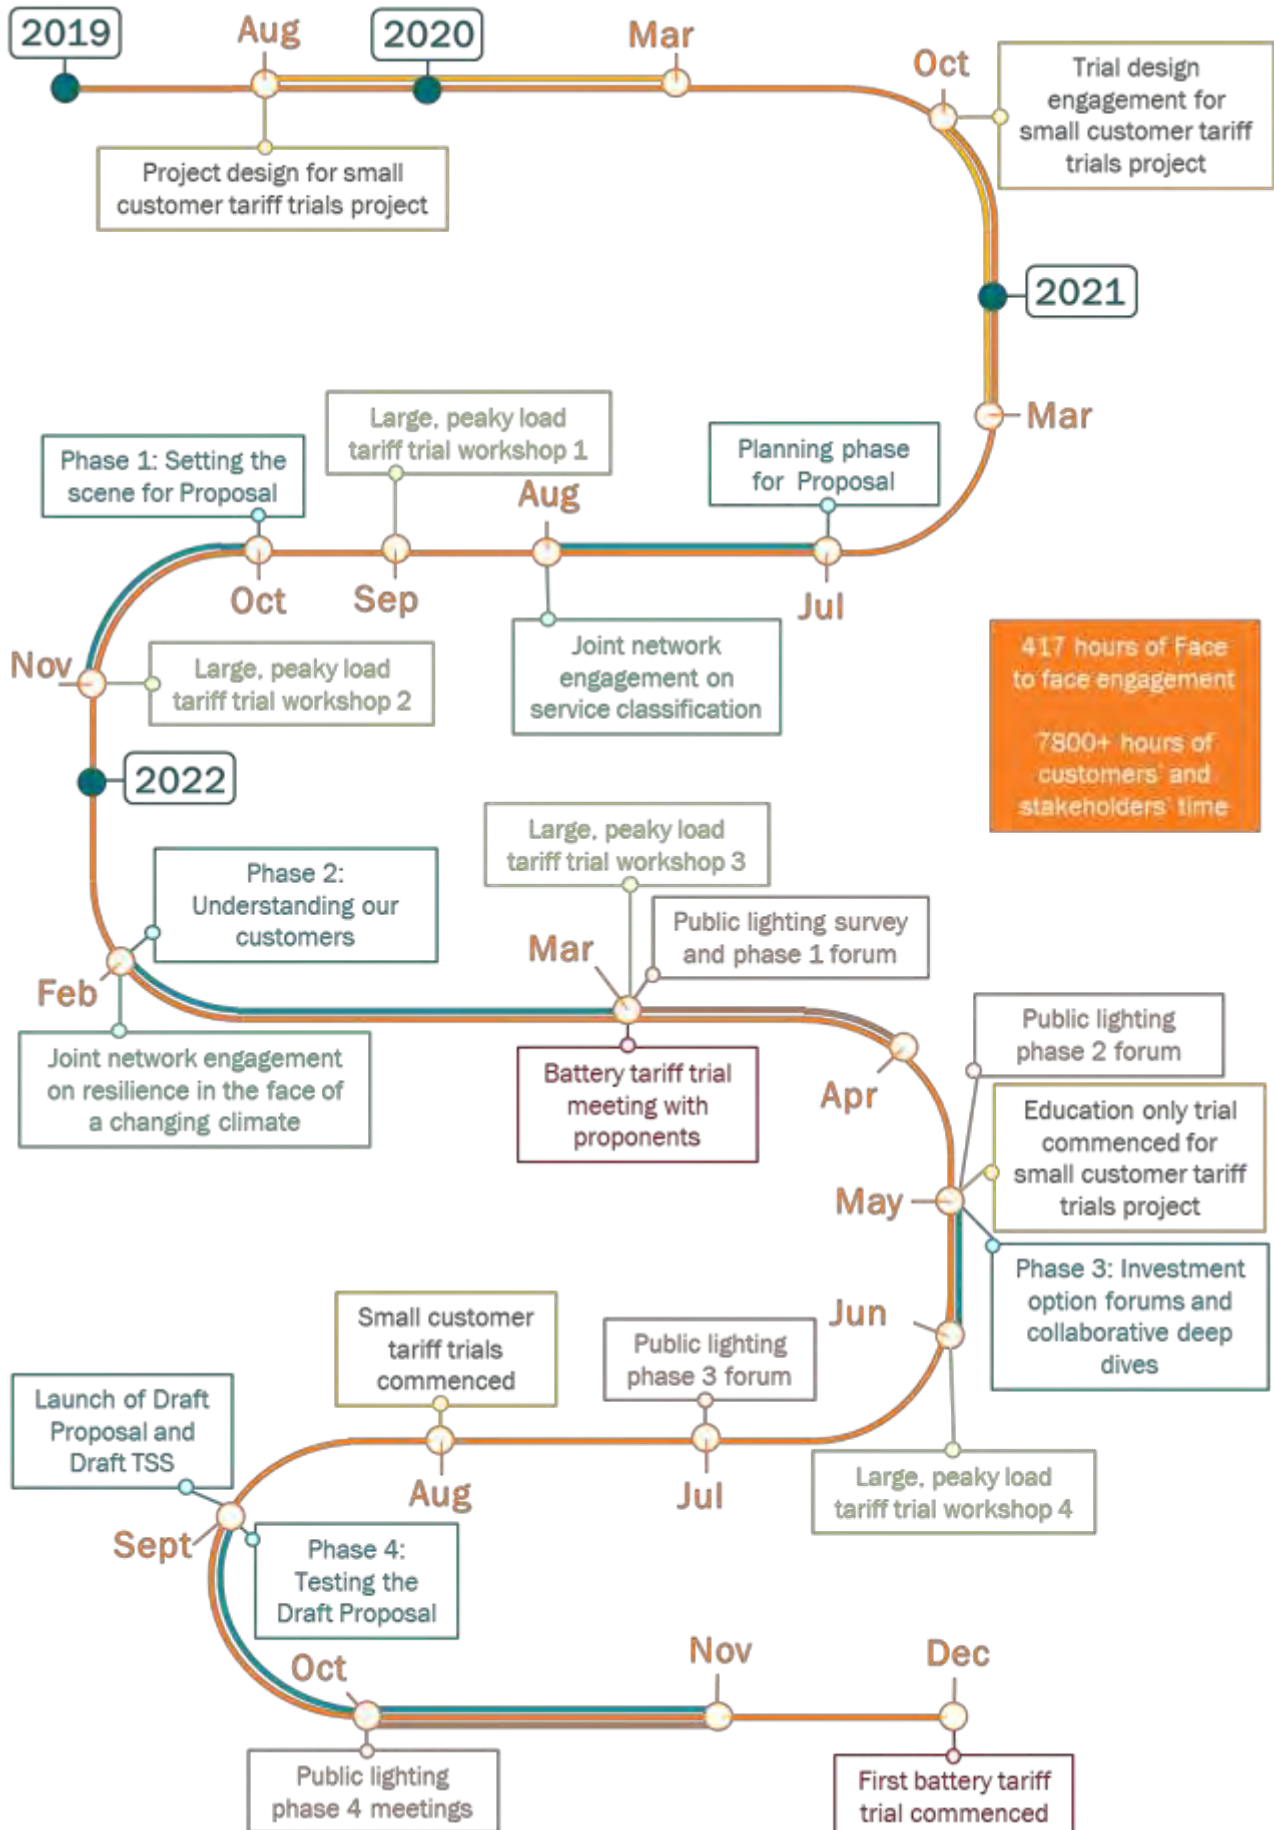 2019
Aug
2020
Mar
Oct
Trial design
engagement for
small customer tariff
trials project
Project design for small
customer tariff trials project
2021
Mar
Planning phase
for Proposal
Jul
Aug
Joint network
engagement on
service classification
Large, peaky load
tariff trial workshop 1
Sep
Phase 1: Setting the
scene for Proposal
Oct
Nov
Large, peaky load
tariff trial workshop 2
417 hours of Face
to face engagement
7800+ hours of
customers' and
stakeholders' time
2022
Phase 2:
Understanding our
customers
Feb
Joint network engagement
on resilience in the face of
a changing climate
Large, peaky load
tariff trial workshop 3
Mar
Public lighting survey
and phase 1 forum
Battery tariff trial
meeting with
proponents
Apr
Public lighting
phase 2 forum
Education only trial
commenced for
small customer tariff
trials project
May
Phase 3: Investment
option forums and
collaborative deep
dives
Jun
Large, peaky load
tariff trial workshop 4
Public lighting
phase 3 forum
Jul
Small customer
tariff trials
commenced
Aug
Launch of Draft
Proposal and
Draft TSS
Sept
Phase 4:
Testing the
Draft Proposal
Oct
Public lighting
phase 4 meetings
Nov
Dec
First battery tariff
trial commenced